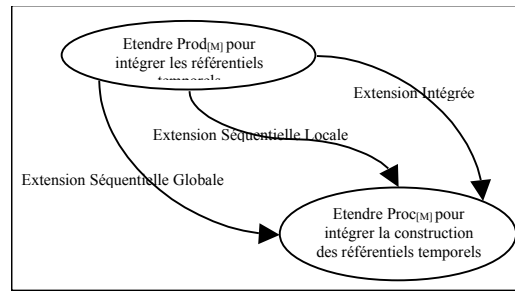 Etendre Prod[M] pour
intégrer les référentiels
temporels
Extension Intégrée
Extension Séquentielle Locale
Extension Séquentielle Globale
Etendre Proc[M] pour
intégrer la construction
des référentiels temporels